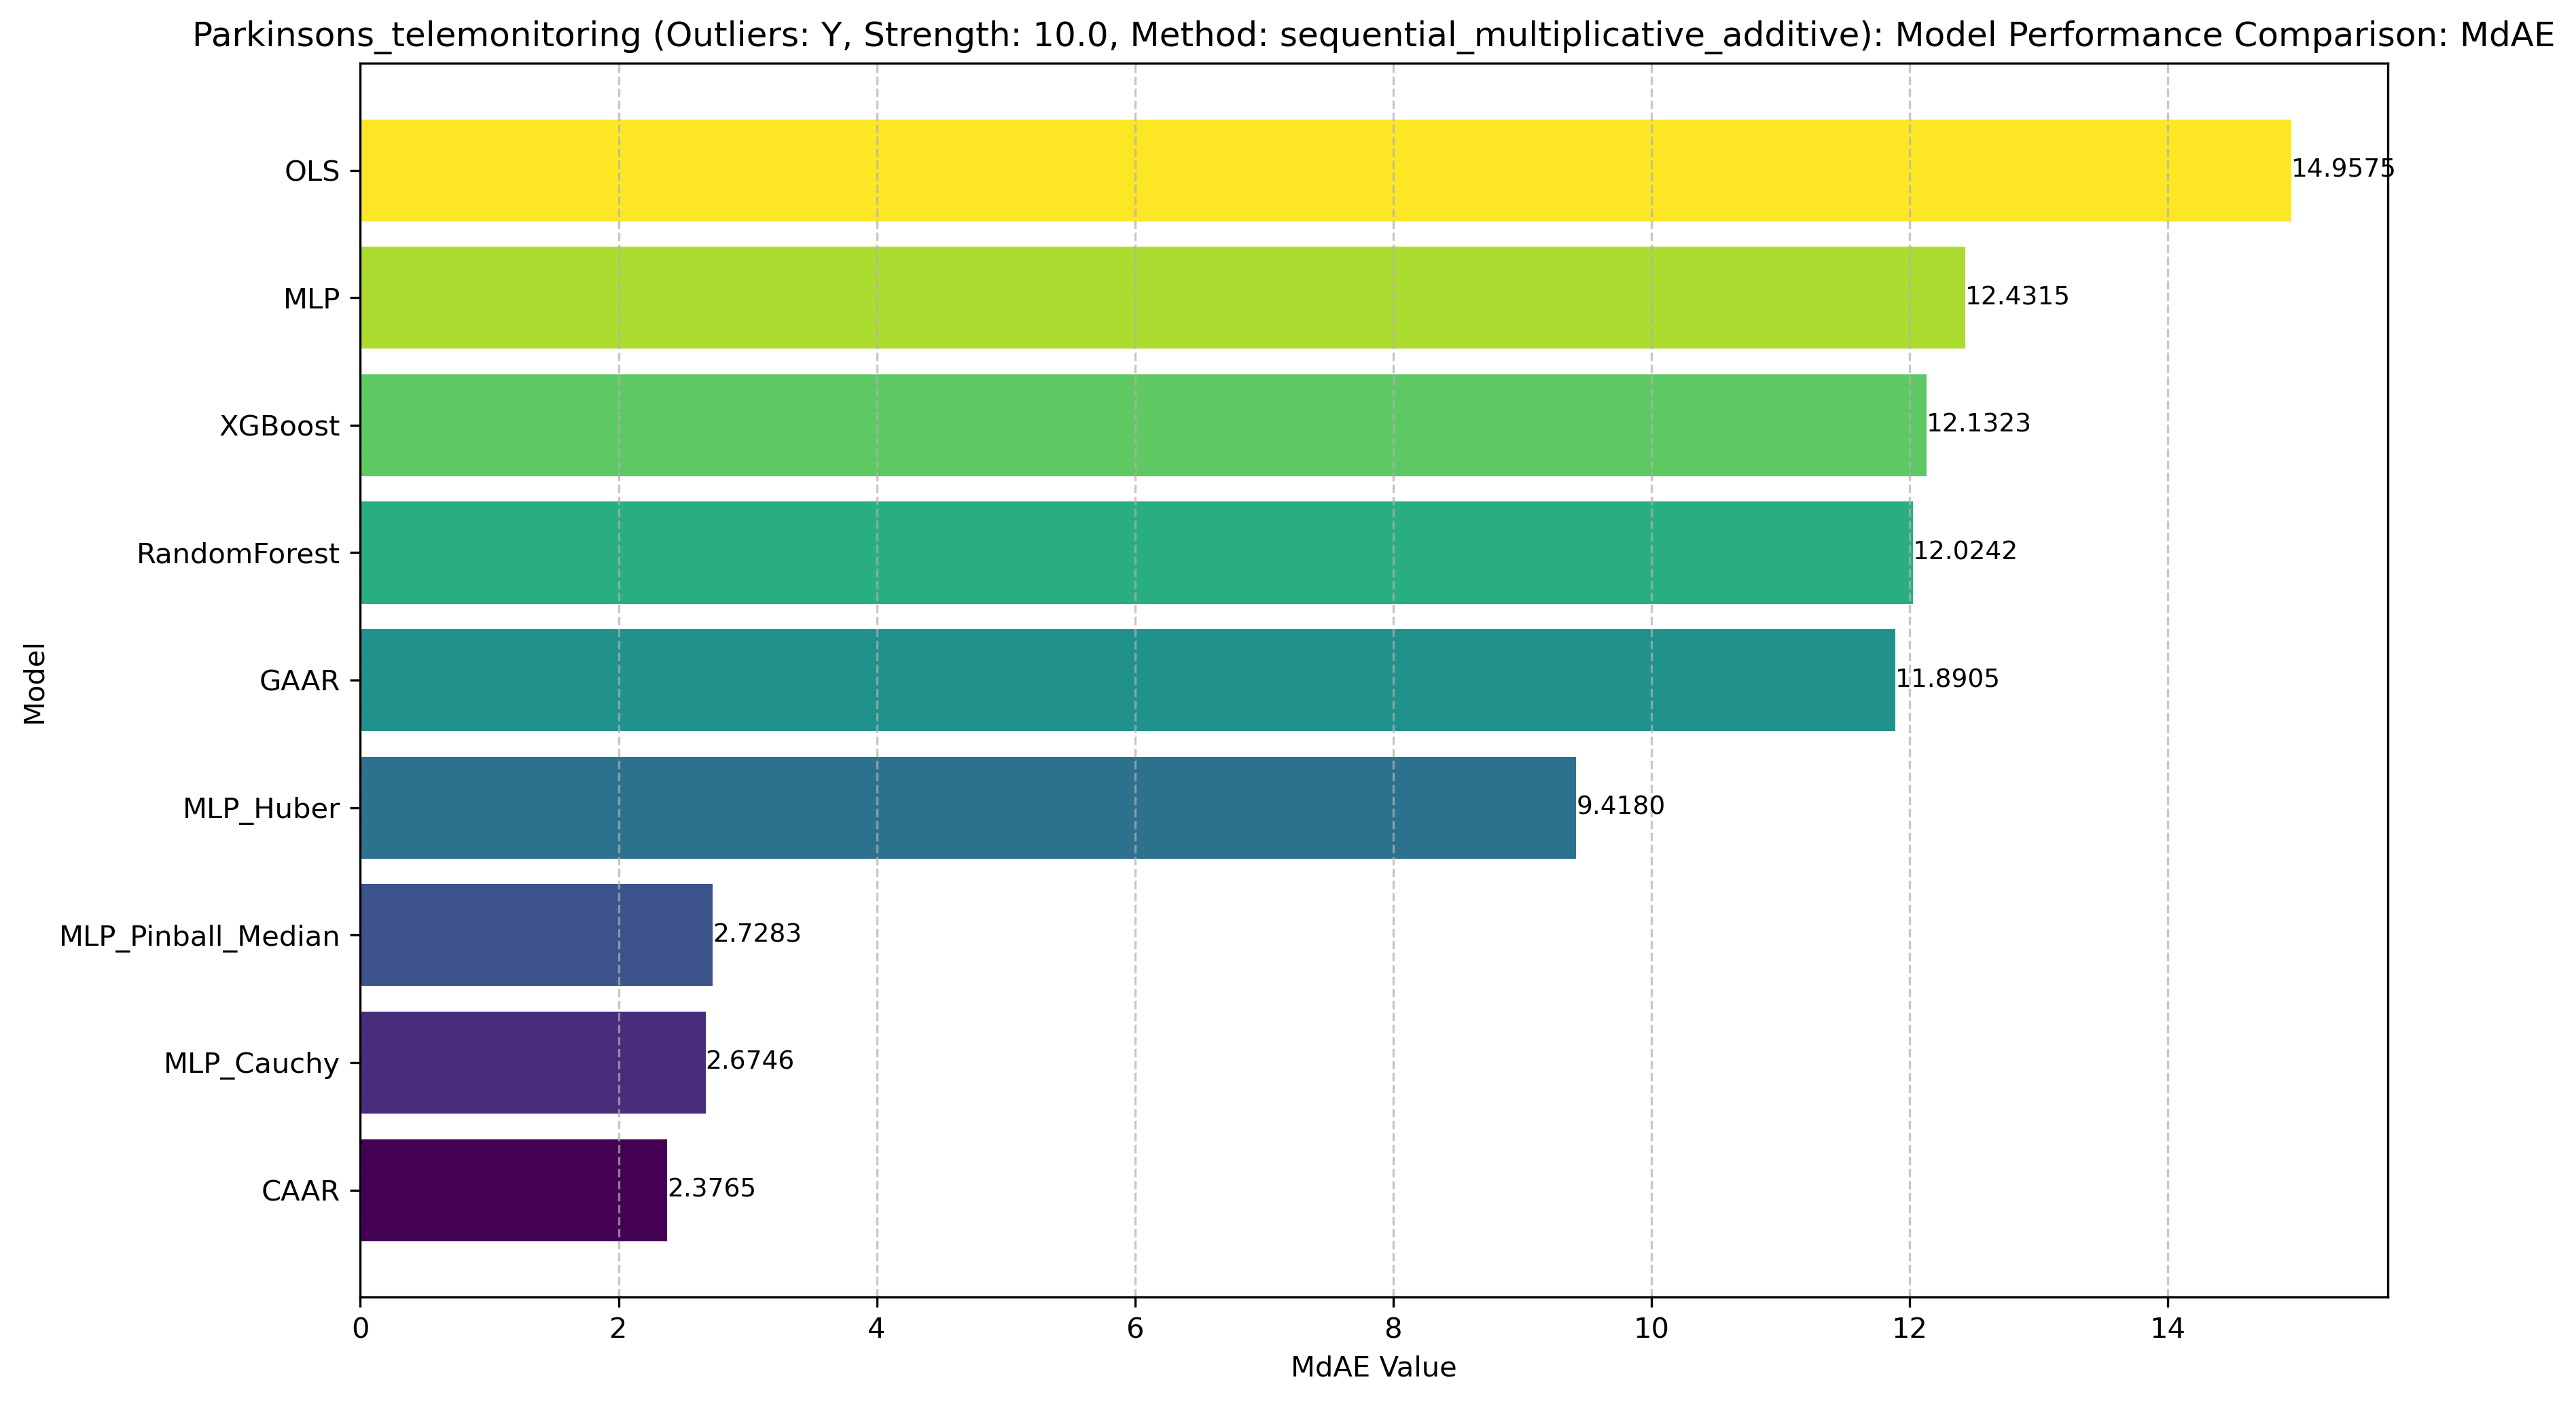 Parkinsons_telemonitoring (Outliers: Y, Strength: 10.0, Method: sequential_multiplicative_additive): Model Performance Comparison: MdAE
OLS
14.9575
MLP
12.4315
XGBoost
12.1323
RandomForest
12.0242
GAAR
11.8905
Model
MLP_Huber
9.4180
MLP_Pinball_Median
2.7283
MLP_Cauchy
2.6746
CAAR
2.3765
0 2 4 6 8 10 12 14
MdAE Value